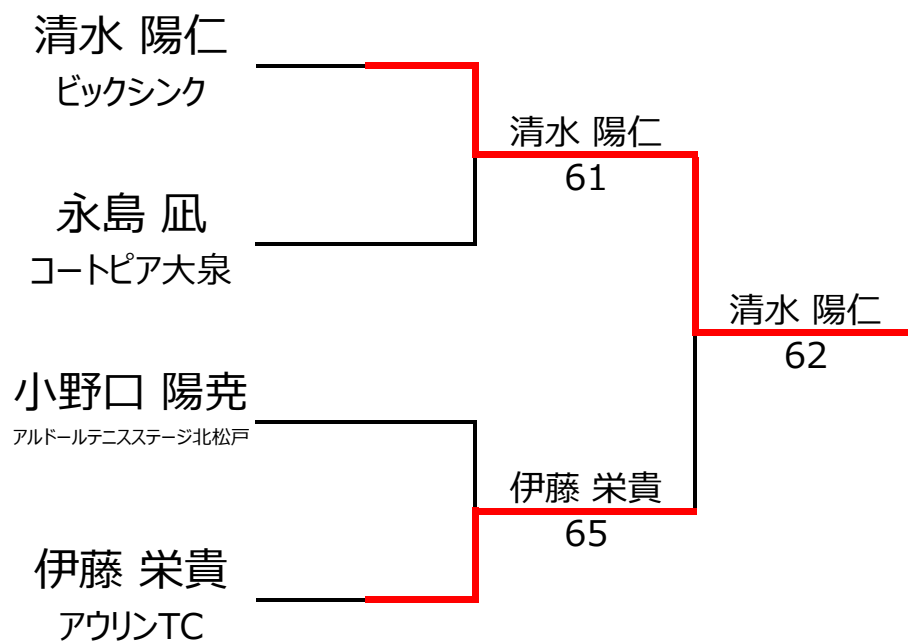 清水 陽仁
ビックシンク
清水 陽仁
61
永島 凪
コートピア大泉
清水 陽仁
62
小野口 陽尭
アルドールテニスステージ北松戸
伊藤 栄貴
65
伊藤 栄貴
アウリンTC